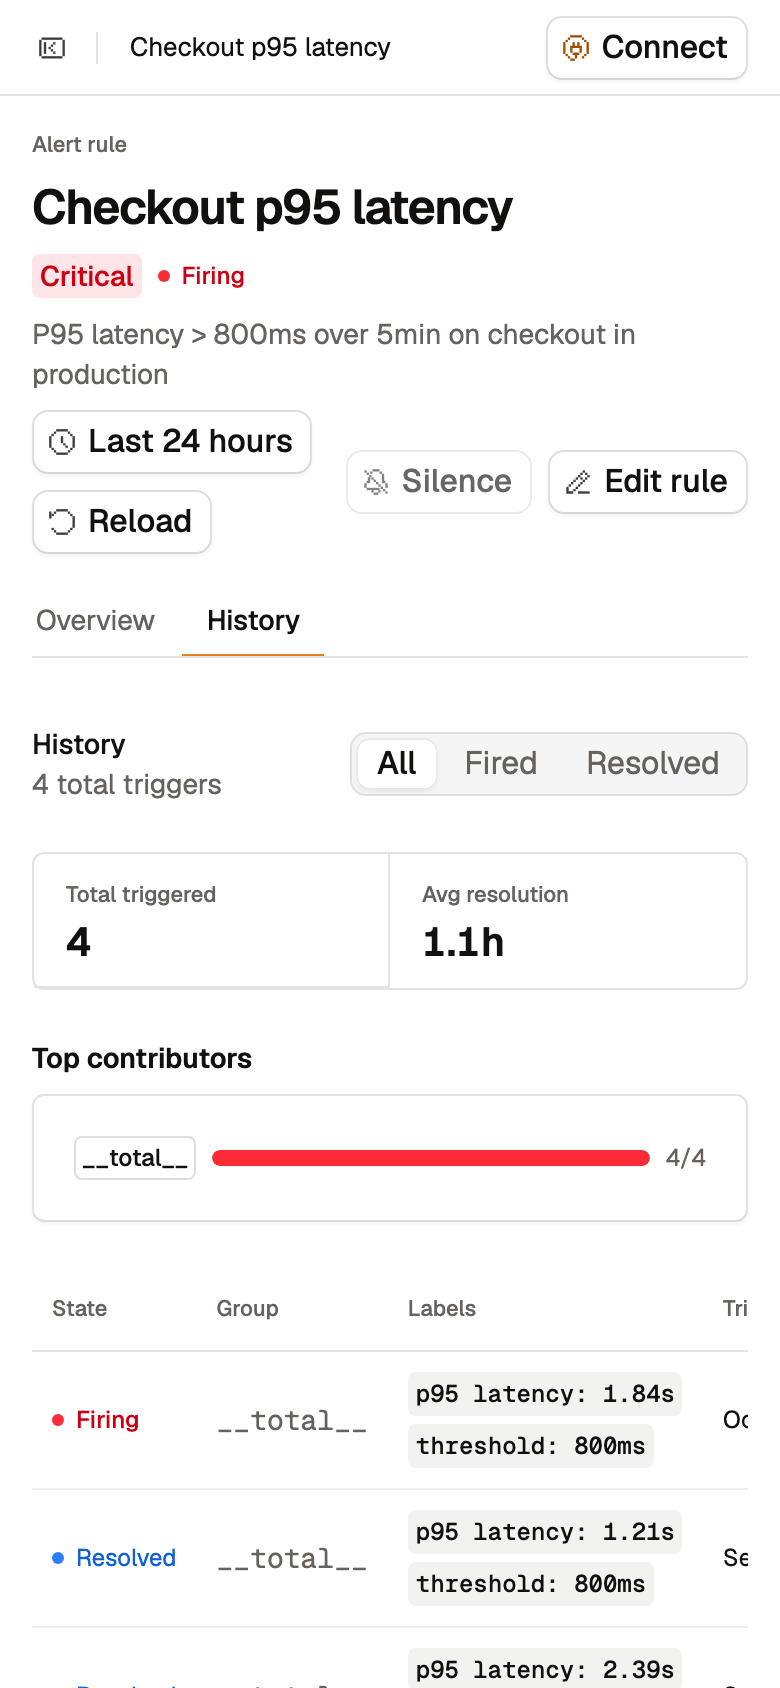 Checkout p95 latency
Connect
Alert rule
Checkout p95 latency
Critical
Firing
P95 latency > 800ms over 5min on checkout in
production
Last 24 hours
Reload
Silence
Edit rule
Overview
History
History
4 total triggers
All
Fired
Resolved
Total triggered
4
Avg resolution
1.1h
Top contributors
__total__
4/4
State
Group
Labels
Tri
Firing
__total__
p95 latency: 1.84s
threshold: 800ms
Resolved
__total__
p95 latency: 1.21s
threshold: 800ms
Se
p95 latency: 2.39s